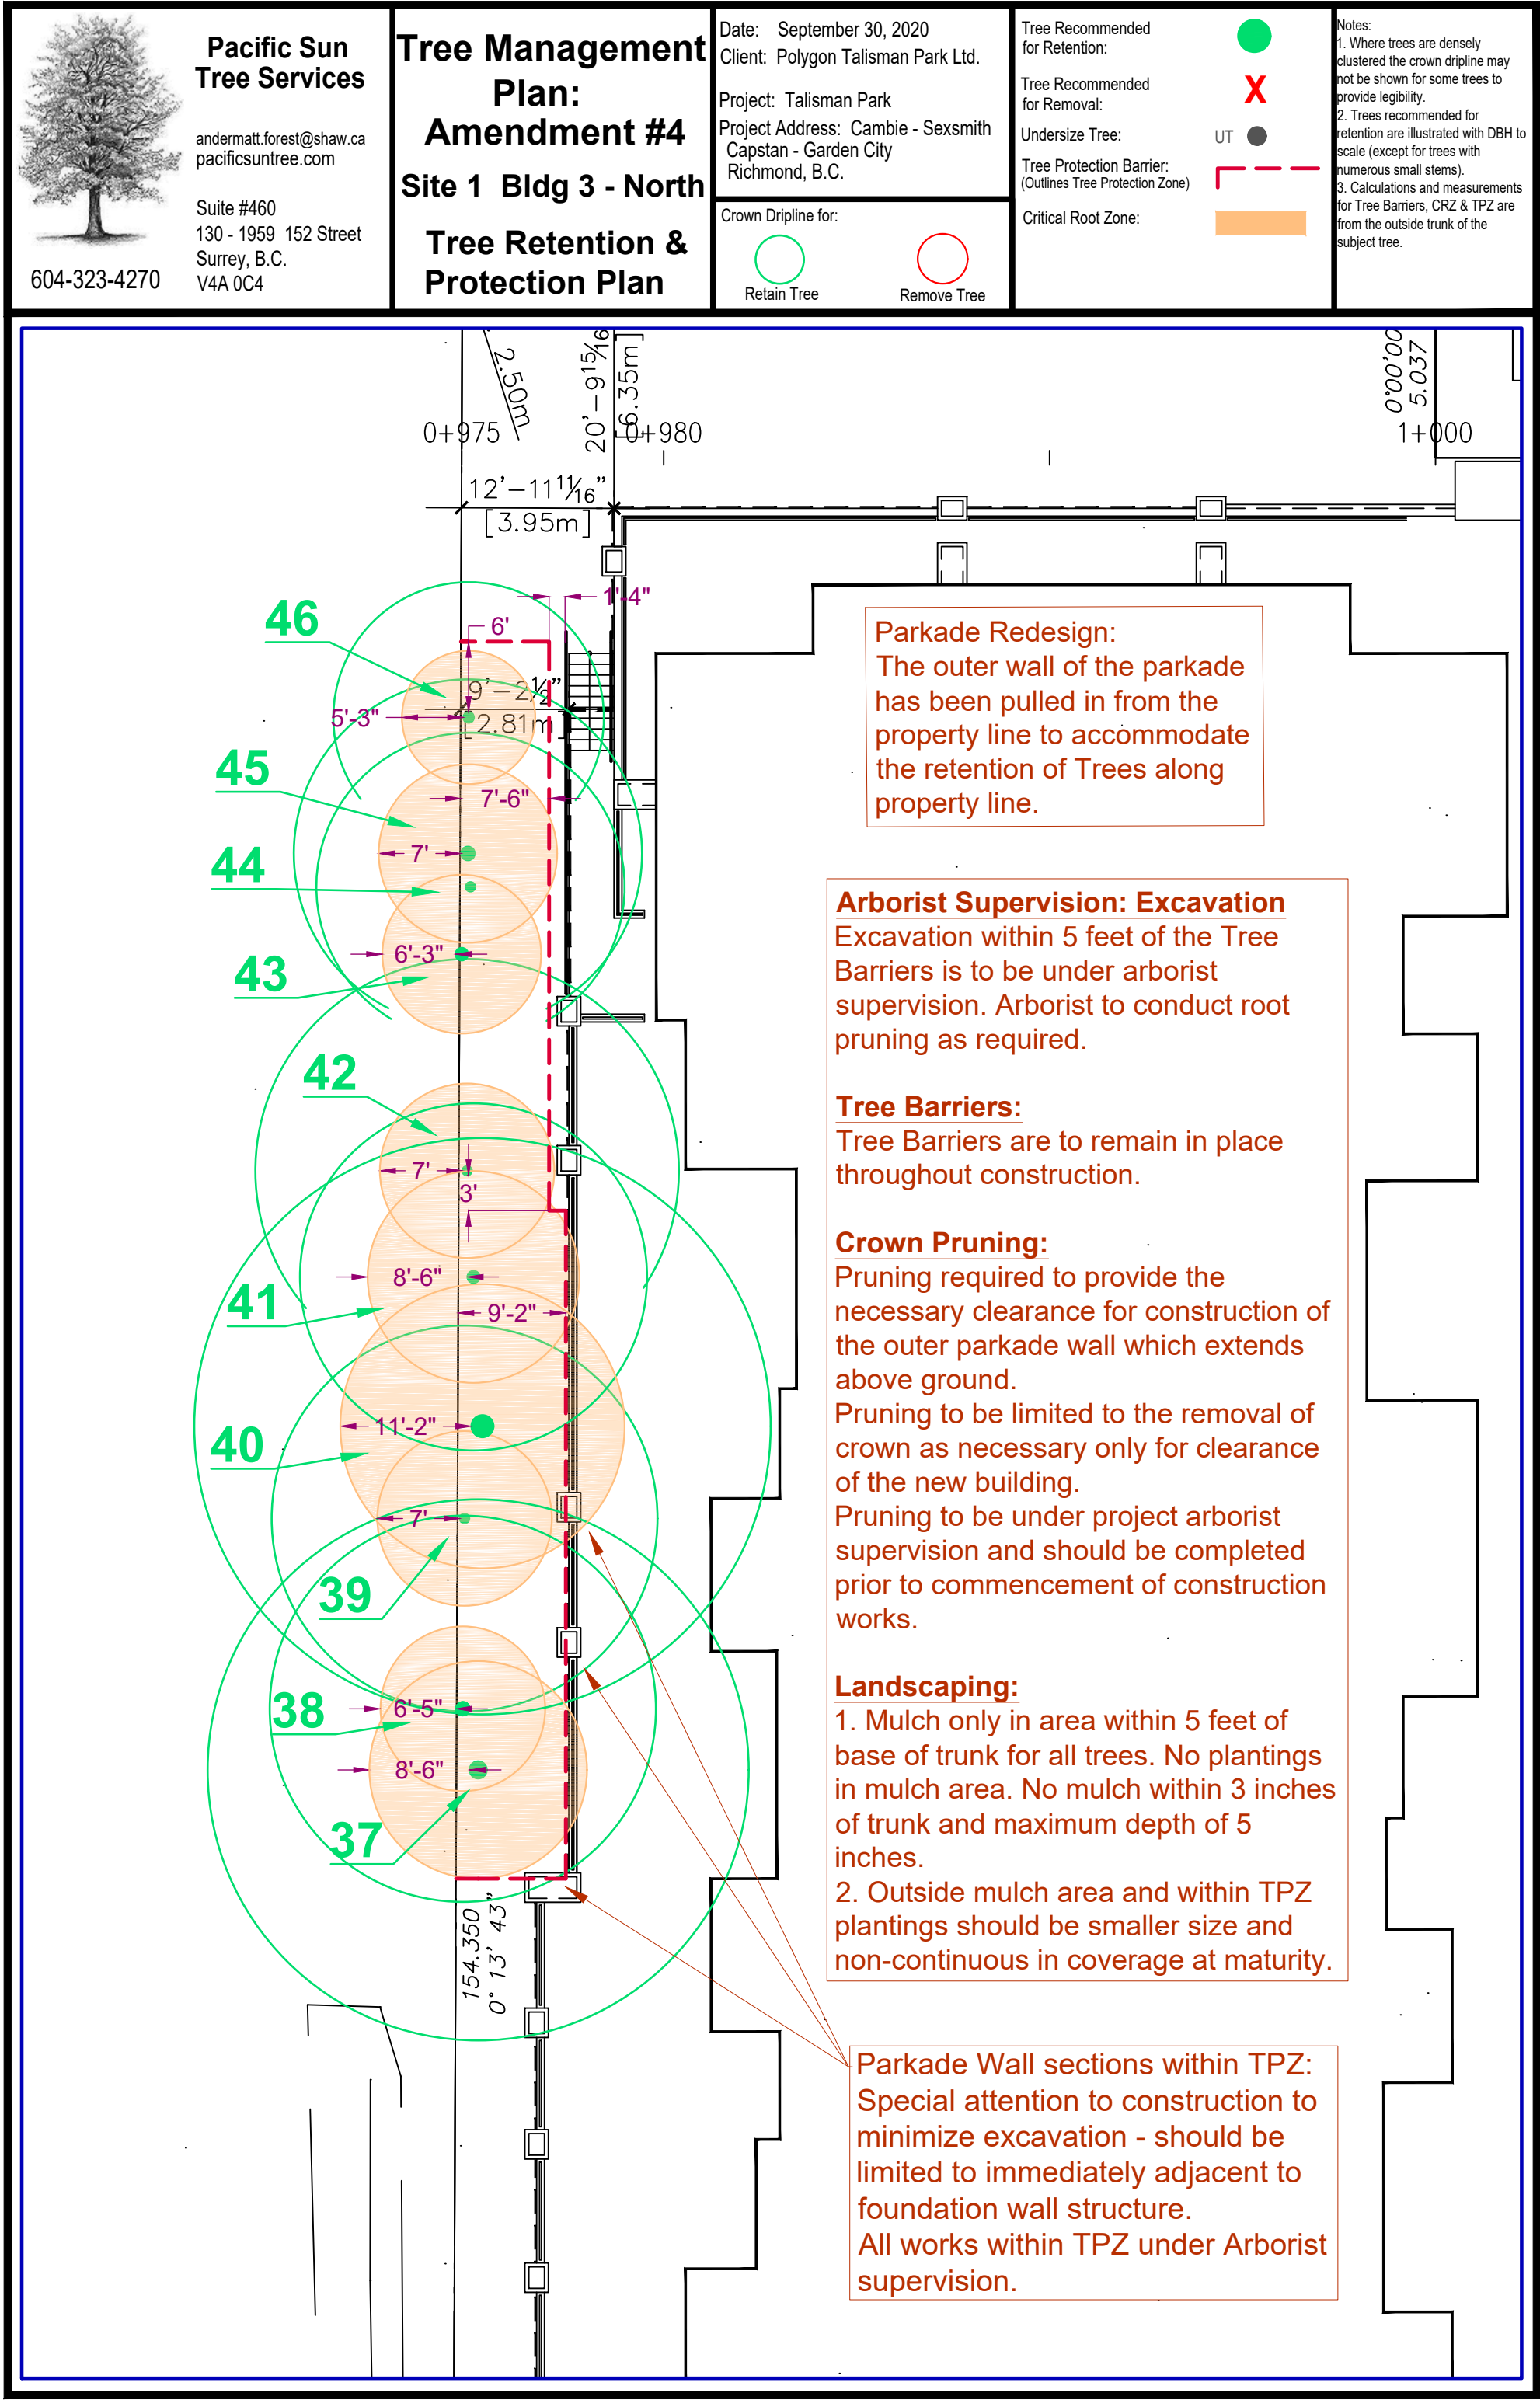 Pacific Sun
Tree Services
andermatt.forest@shaw.ca
pacificsuntree.com
Suite #460
130 - 1959  152 Street
Surrey, B.C.
V4A 0C4
604-323-4270
Tree Management
Plan:
Amendment #4
Site 1  Bldg 3 - North
Tree Retention &
Protection Plan
Date:   September 30, 2020
Client:  Polygon Talisman Park Ltd.
Project:  Talisman Park
Project Address:  Cambie - Sexsmith
Capstan - Garden City
Richmond, B.C.
Crown Dripline for:
Retain Tree
Remove Tree
Tree Recommended
for Retention:
Tree Recommended
for Removal:
X
Undersize Tree:
UT
Tree Protection Barrier:
(Outlines Tree Protection Zone)
Critical Root Zone:
Notes:
1. Where trees are densely
clustered the crown dripline may
not be shown for some trees to
provide legibility.
2. Trees recommended for
retention are illustrated with DBH to
scale (except for trees with
numerous small stems).
3. Calculations and measurements
for Tree Barriers, CRZ & TPZ are
from the outside trunk of the
subject tree.
2.50m
20'-9 15/16
[6.35m]
0°00'00
5.037
0+975
0+980
1+000
12'-11 11/16"
[3.95m]
1'-4"
46
6'
9'-2½"
5'-3"
[2.81m]
45
7'-6"
7'
44
6'-3"
43
42
7'
3'
8'-6"
41
9'-2"
11'-2"
40
7'
39
38
6'-5"
8'-6"
37
154.350
0° 13' 43"
Parkade Redesign:
The outer wall of the parkade
has been pulled in from the
property line to accommodate
the retention of Trees along
property line.
Arborist Supervision: Excavation
Excavation within 5 feet of the Tree
Barriers is to be under arborist
supervision. Arborist to conduct root
pruning as required.
Tree Barriers:
Tree Barriers are to remain in place
throughout construction.
Crown Pruning:
Pruning required to provide the
necessary clearance for construction of
the outer parkade wall which extends
above ground.
Pruning to be limited to the removal of
crown as necessary only for clearance
of the new building.
Pruning to be under project arborist
supervision and should be completed
prior to commencement of construction
works.
Landscaping:
1. Mulch only in area within 5 feet of
base of trunk for all trees. No plantings
in mulch area. No mulch within 3 inches
of trunk and maximum depth of 5
inches.
2. Outside mulch area and within TPZ
plantings should be smaller size and
non-continuous in coverage at maturity.
Parkade Wall sections within TPZ:
Special attention to construction to
minimize excavation - should be
limited to immediately adjacent to
foundation wall structure.
All works within TPZ under Arborist
supervision.